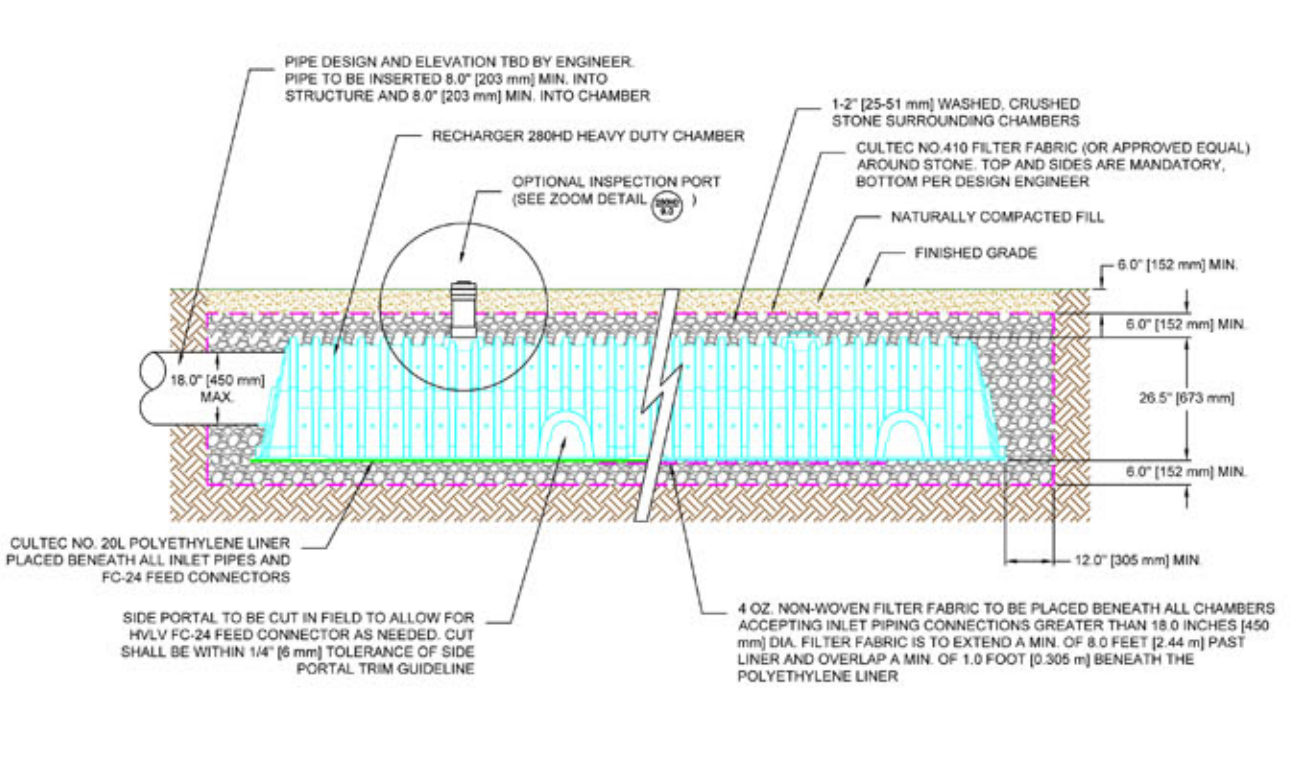 PIPE DESIGN AND ELEVATION TBD BY ENGINEER.
PIPE TO BE INSERTED 8.0" [203 mm] MIN. INTO
STRUCTURE AND 8.0" [203 mm] MIN. INTO CHAMBER
RECHARGER 280HD HEAVY DUTY CHAMBER
OPTIONAL INSPECTION PORT
(SEE ZOOM DETAIL )
1-2" [25-51 mm] WASHED, CRUSHED
STONE SURROUNDING CHAMBERS
CULTEC NO.410 FILTER FABRIC (OR APPROVED EQUAL)
AROUND STONE. TOP AND SIDES ARE MANDATORY,
BOTTOM PER DESIGN ENGINEER
NATURALLY COMPACTED FILL
FINISHED GRADE
6.0" [152 mm] MIN.
6.0" [152 mm] MIN.
18.0" [450 mm]
MAX.
26.5" [673 mm]
6.0" [152 mm] MIN.
12.0" [305 mm] MIN.
CULTEC NO. 20L POLYETHYLENE LINER
PLACED BENEATH ALL INLET PIPES AND
FC-24 FEED CONNECTORS
SIDE PORTAL TO BE CUT IN FIELD TO ALLOW FOR
HVLV FC-24 FEED CONNECTOR AS NEEDED. CUT
SHALL BE WITHIN 1/4" [6 mm] TOLERANCE OF SIDE
PORTAL TRIM GUIDELINE
4 OZ. NON-WOVEN FILTER FABRIC TO BE PLACED BENEATH ALL CHAMBERS
ACCEPTING INLET PIPING CONNECTIONS GREATER THAN 18.0 INCHES [450
mm] DIA. FILTER FABRIC IS TO EXTEND A MIN. OF 8.0 FEET [2.44 m] PAST
LINER AND OVERLAP A MIN. OF 1.0 FOOT [0.305 m] BENEATH THE
POLYETHYLENE LINER